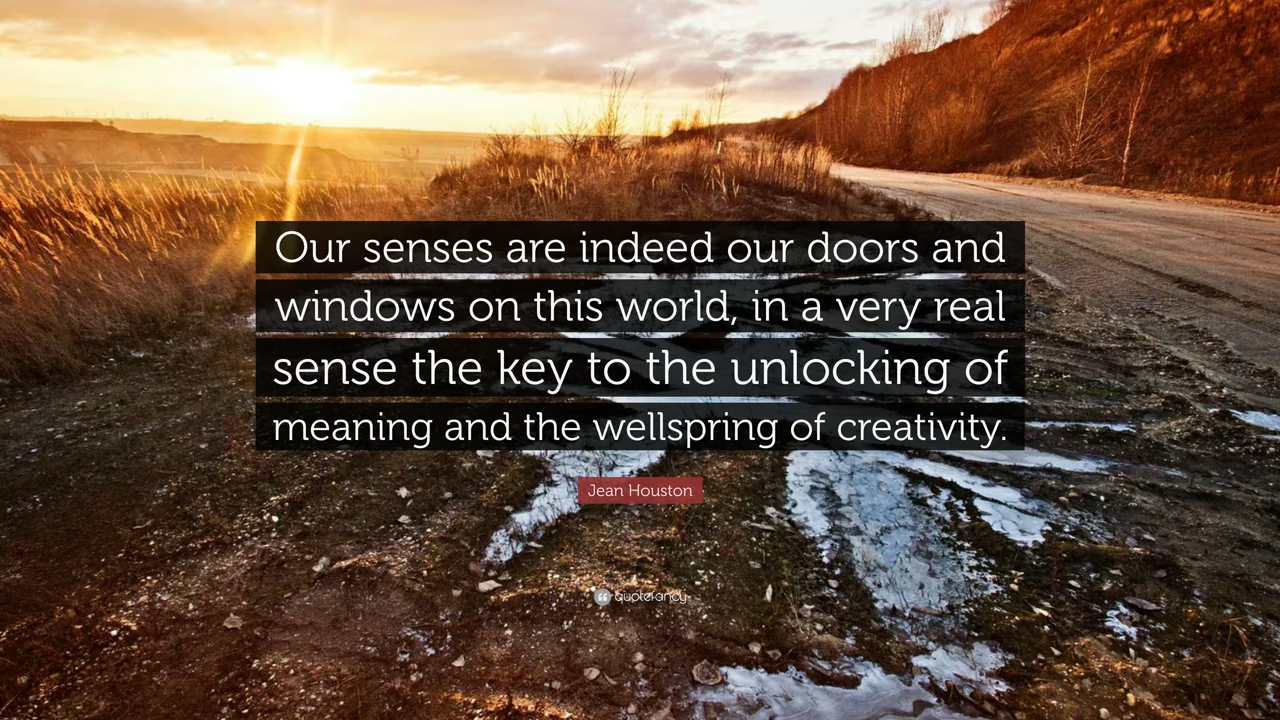 Our senses are indeed our doors and
windows on this world, in a very real
sense the key to the unlocking of
meaning and the wellspring of creativity.
Jean Houston
quotefancy